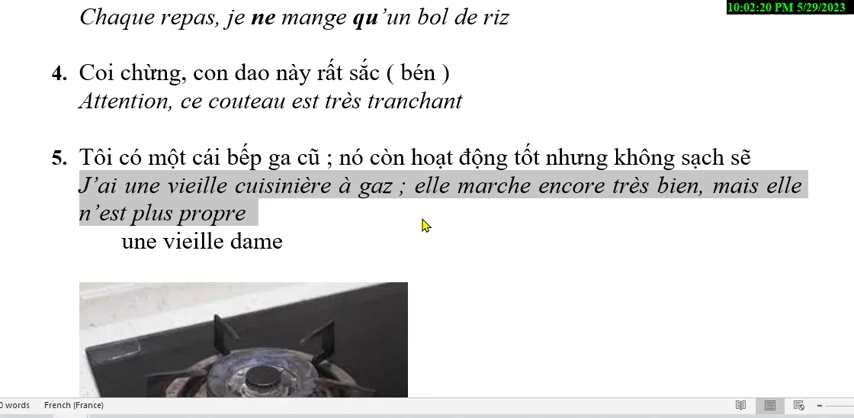 10:02:20 PM 5/29/2023
Chaque repas, je ne mange qu’un bol de riz
4. Coi chừng, con dao này rất sắc ( bén )
Attention, ce couteau est très tranchant
5. Tôi có một cái bếp ga cũ ; nó còn hoạt động tốt nhưng không sạch sẽ
J’ai une vieille cuisinière à gaz ; elle marche encore très bien, mais elle
n’est plus propre
une vieille dame
0 words French (France)